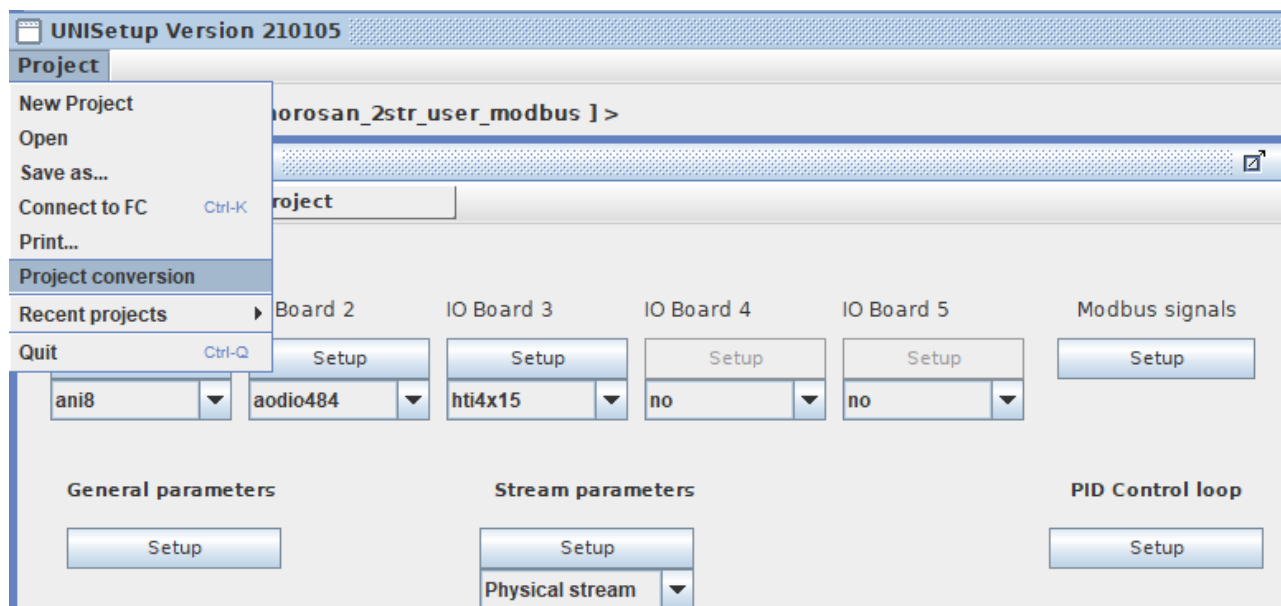 UNISetup Version 210105
Project
New Project
orosan_2str_user_modbus ] >
Open
Save as...
Connect to FC Ctrl-K
roject
Print...
Project conversion
Recent projects
Board 2 IO Board 3 IO Board 4 IO Board 5 Modbus signals
Quit Ctrl-Q
Setup Setup Setup Setup Setup
ani8 aodio484 hti4x15 no no
General parameters Stream parameters PID Control loop
Setup Setup Setup
Physical stream